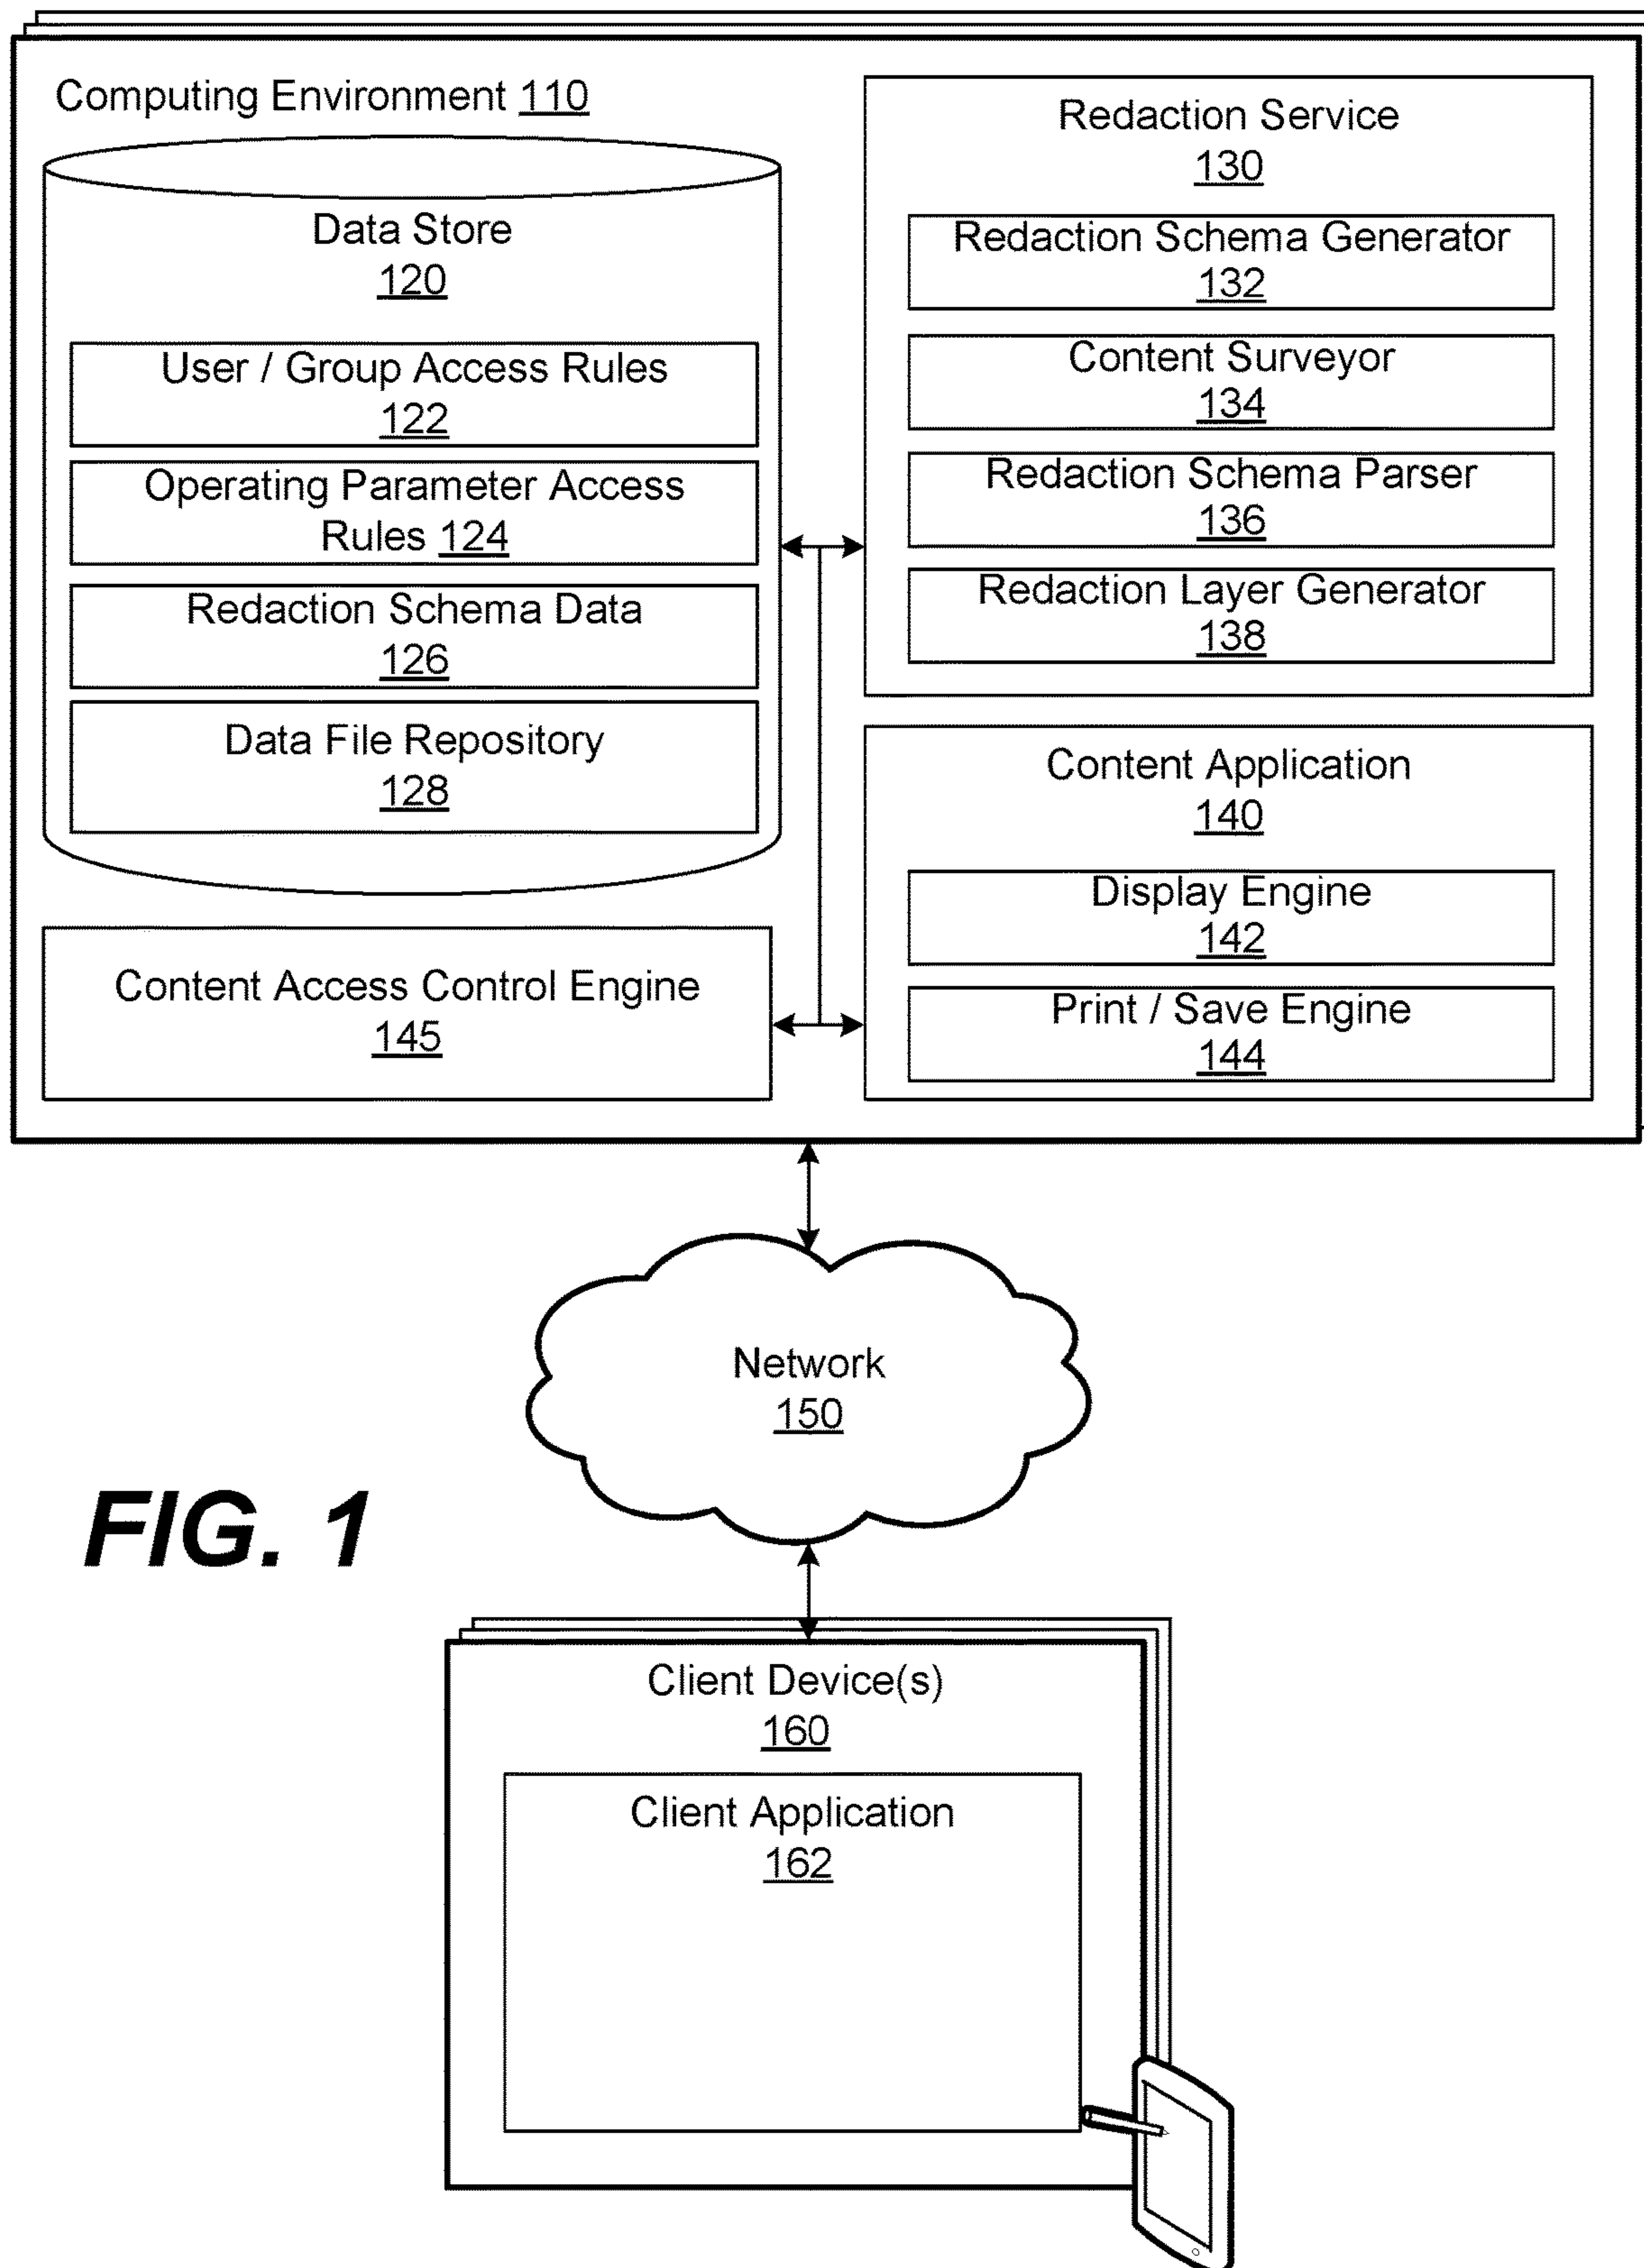 Computing Environment 110
Data Store
120
User / Group Access Rules
122
Operating Parameter Access
Rules 124
Redaction Schema Data
126
Data File Repository
128
Content Access Control Engine
145
Redaction Service
130
Redaction Schema Generator
132
Content Surveyor
134
Redaction Schema Parser
136
Redaction Layer Generator
138
Content Application
140
Display Engine
142
Print / Save Engine
144
Network
150
FIG. 1
Client Device(s)
160
Client Application
162